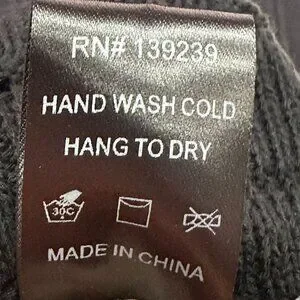 RN# 139239
HAND WASH COLD
HANG TO DRY
30C
MADE IN CHINA